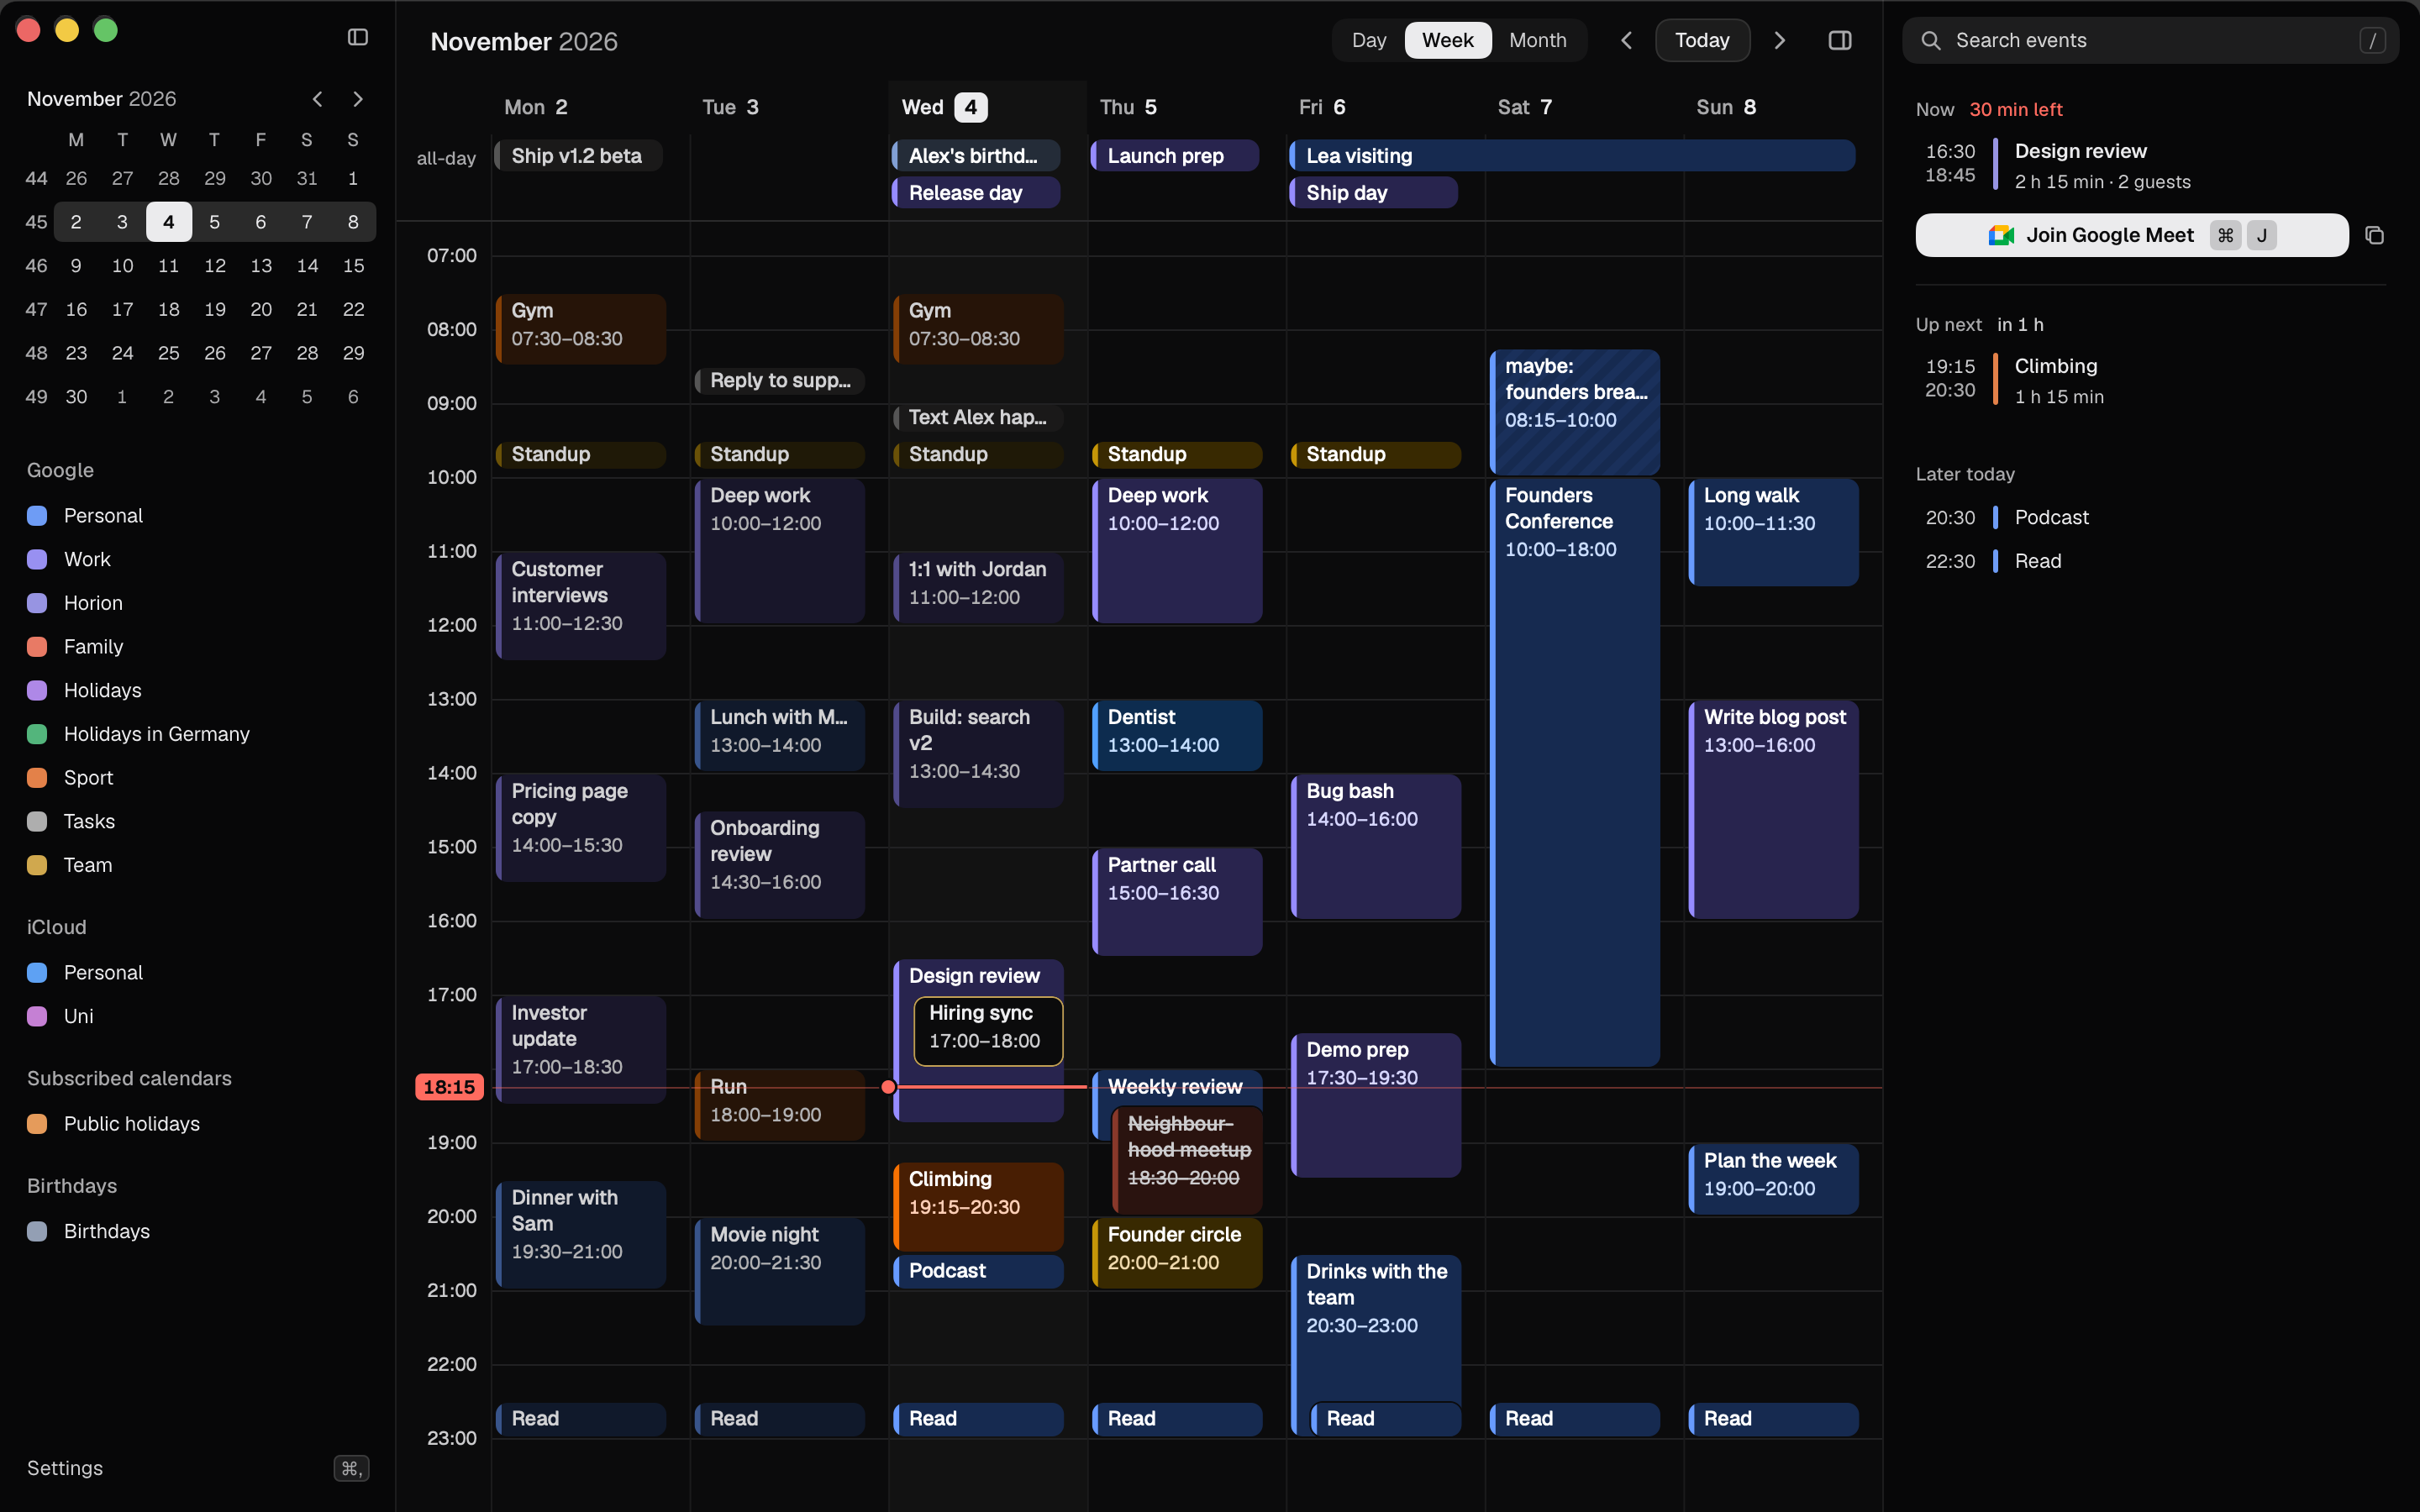 November 2026
M T W T F S S
44 26 27 28 29 30 31 1
45 2 3 4 5 6 7 8
46 9 10 11 12 13 14 15
47 16 17 18 19 20 21 22
48 23 24 25 26 27 28 29
49 30 1 2 3 4 5 6
Google
Personal
Work
Horion
Family
Holidays
Holidays in Germany
Sport
Tasks
Team
iCloud
Personal
Uni
Subscribed calendars
Public holidays
Birthdays
Birthdays
Settings ⌘,
November 2026
Day Week Month
Today
Mon 2
Tue 3
Wed 4
Thu 5
Fri 6
Sat 7
Sun 8
all-day
Ship v1.2 beta
Alex's birthd...
Release day
Launch prep
Lea visiting
Ship day
07:00
08:00
09:00
10:00
11:00
12:00
13:00
14:00
15:00
16:00
17:00
18:15
19:00
20:00
21:00
22:00
23:00
Gym
07:30–08:30
Standup
Customer
interviews
11:00–12:30
Pricing page
copy
14:00–15:30
Investor
update
17:00–18:30
Dinner with
Sam
19:30–21:00
Read
Reply to supp...
Standup
Deep work
10:00–12:00
Lunch with M...
13:00–14:00
Onboarding
review
14:30–16:00
Run
18:00–19:00
Movie night
20:00–21:30
Read
Gym
07:30–08:30
Text Alex hap...
Standup
1:1 with Jordan
11:00–12:00
Build: search
v2
13:00–14:30
Design review
Hiring sync
17:00–18:00
Climbing
19:15–20:30
Podcast
Read
Standup
Deep work
10:00–12:00
Dentist
13:00–14:00
Partner call
15:00–16:30
Weekly review
Neighbour-
hood meetup
18:30–20:00
Founder circle
20:00–21:00
Read
Standup
Bug bash
14:00–16:00
Demo prep
17:30–19:30
Drinks with the
team
20:30–23:00
Read
maybe:
founders brea...
08:15–10:00
Founders
Conference
10:00–18:00
Read
Long walk
10:00–11:30
Write blog post
13:00–16:00
Plan the week
19:00–20:00
Read
Search events /
Now 30 min left
16:30 Design review
18:45 2 h 15 min · 2 guests
Join Google Meet ⌘ J
Up next in 1 h
19:15 Climbing
20:30 1 h 15 min
Later today
20:30 Podcast
22:30 Read